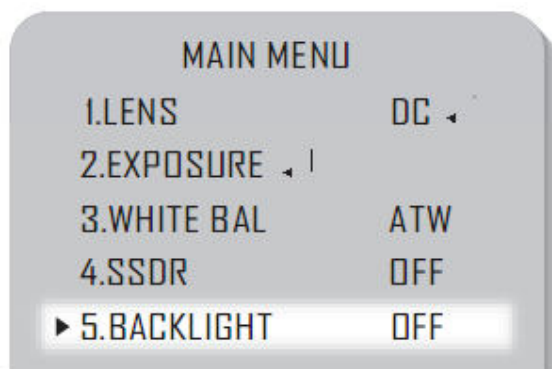 MAIN MENU
1.LENS DC
2.EXPOSURE
3.WHITE BAL ATW
4.SSDR OFF
5.BACKLIGHT OFF